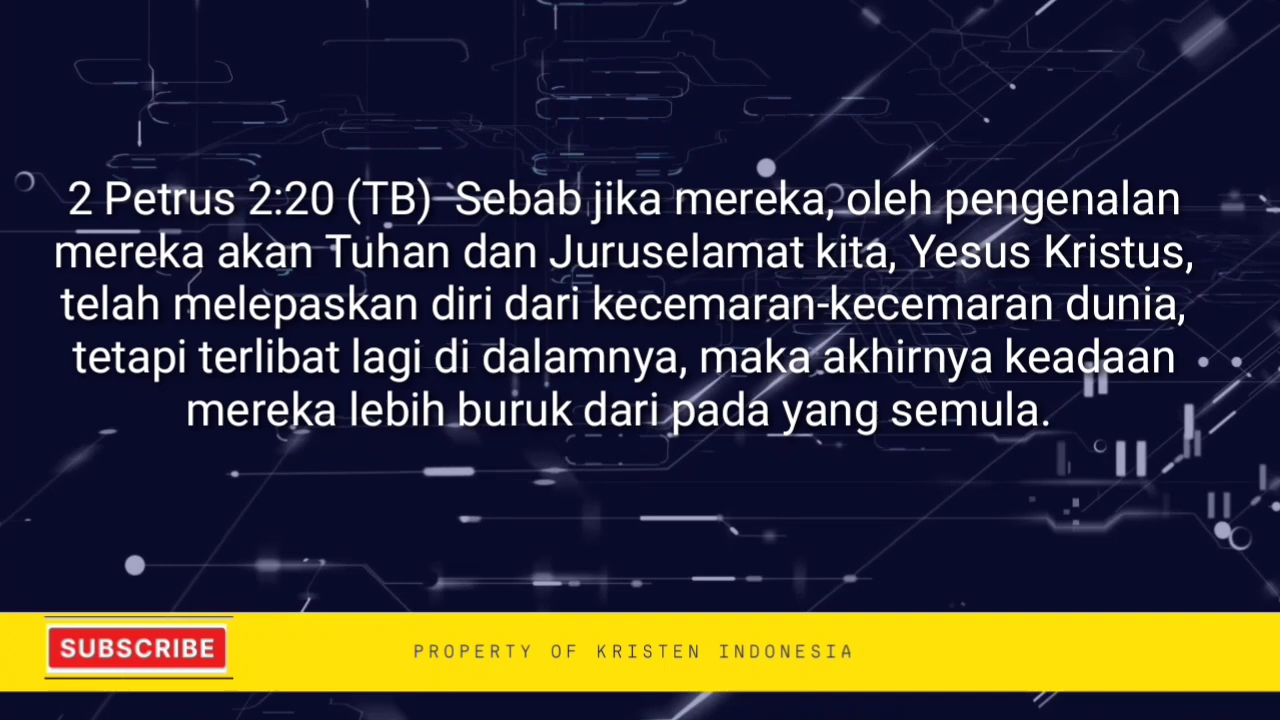 2 Petrus 2:20 (TB)  Sebab jika mereka, oleh pengenalan
mereka akan Tuhan dan Juruselamat kita, Yesus Kristus,
telah melepaskan diri dari kecemaran-kecemaran dunia,
tetapi terlibat lagi di dalamnya, maka akhirnya keadaan
mereka lebih buruk dari pada yang semula.
SUBSCRIBE
PROPERTY OF KRISTEN INDONESIA